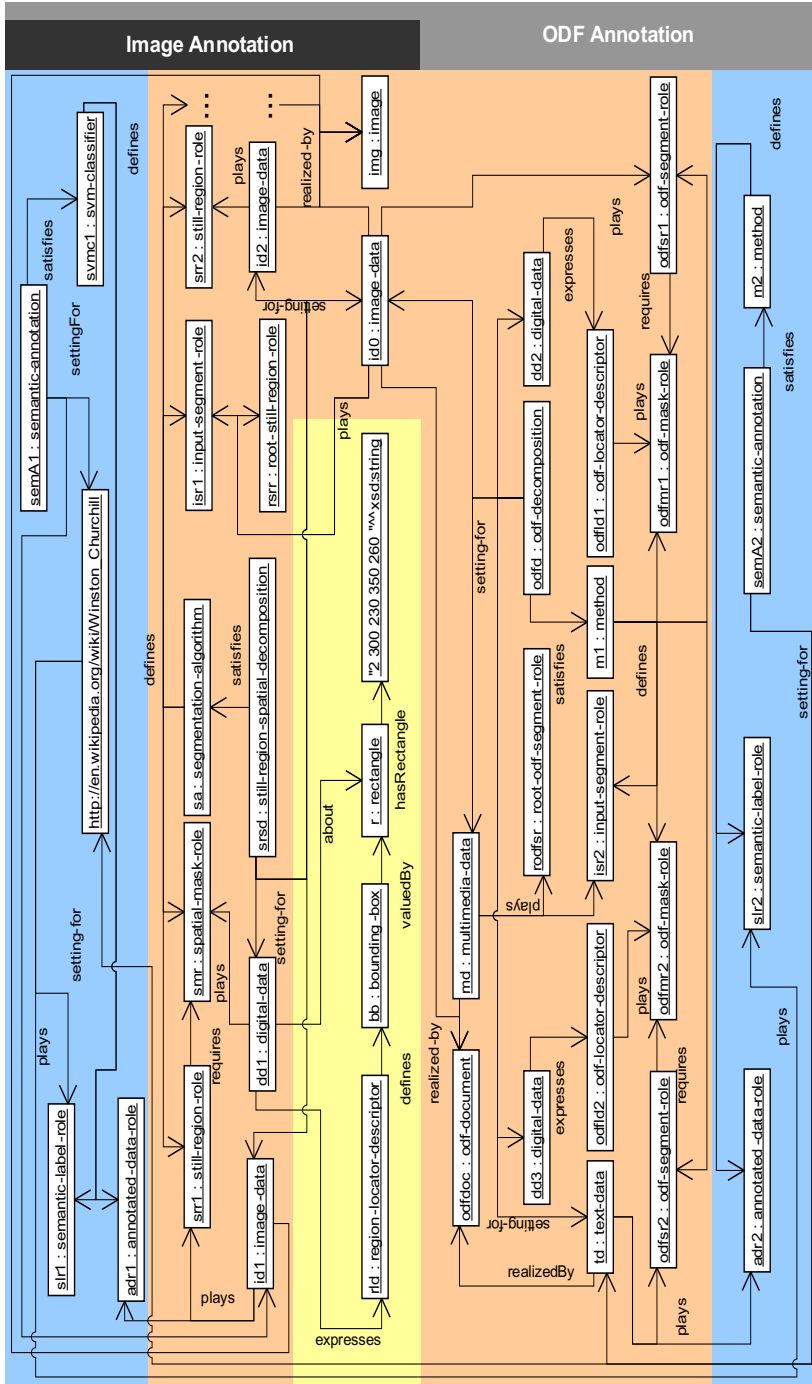 Image Annotation
ODF Annotation
semA1 : semantic-annotation
satisfies
svmc1 : svm-classifier
defines
settingFor
http://en.wikipedia.org/wiki/Winston_Churchill
setting-for
plays
slr1 : semantic-label-role
adr1 : annotated-data-role
defines
srr2 : still-region-role
...
plays
id2 : image-data
...
realized-by
img : image
isr1 : input-segment-role
rsrr : root-still-region-role
setting-for
id0 : image-data
plays
sa : segmentation-algorithm
satisfies
srsd : still-region-spatial-decomposition
smr : spatial-mask-role
plays
dd1 : digital-data
setting-for
about
requires
srr1 : still-region-role
id1 : image-data
plays
expresses
rld : region-locator-descriptor
defines
bb : bounding-box
valuedBy
r : rectangle
hasRectangle
"2 300 230 350 260 "^^xsd:string
setting-for
odfd : odf-decomposition
dd2 : digital-data
expresses
plays
odfsr1 : odf-segment-role
odfld1 : odf-locator-descriptor
plays
requires
odfmr1 : odf-mask-role
m1 : method
satisfies
defines
md : multimedia-data
plays
rodfsr : root-odf-segment-role
isr2 : input-segment-role
realized-by
odfdoc : odf-document
dd3 : digital-data
expresses
odfld2 : odf-locator-descriptor
plays
odfmr2 : odf-mask-role
setting-for
realizedBy
td : text-data
odfsr2 : odf-segment-role
requires
plays
defines
m2 : method
satisfies
semA2 : semantic-annotation
setting-for
slr2 : semantic-label-role
plays
adr2 : annotated-data-role